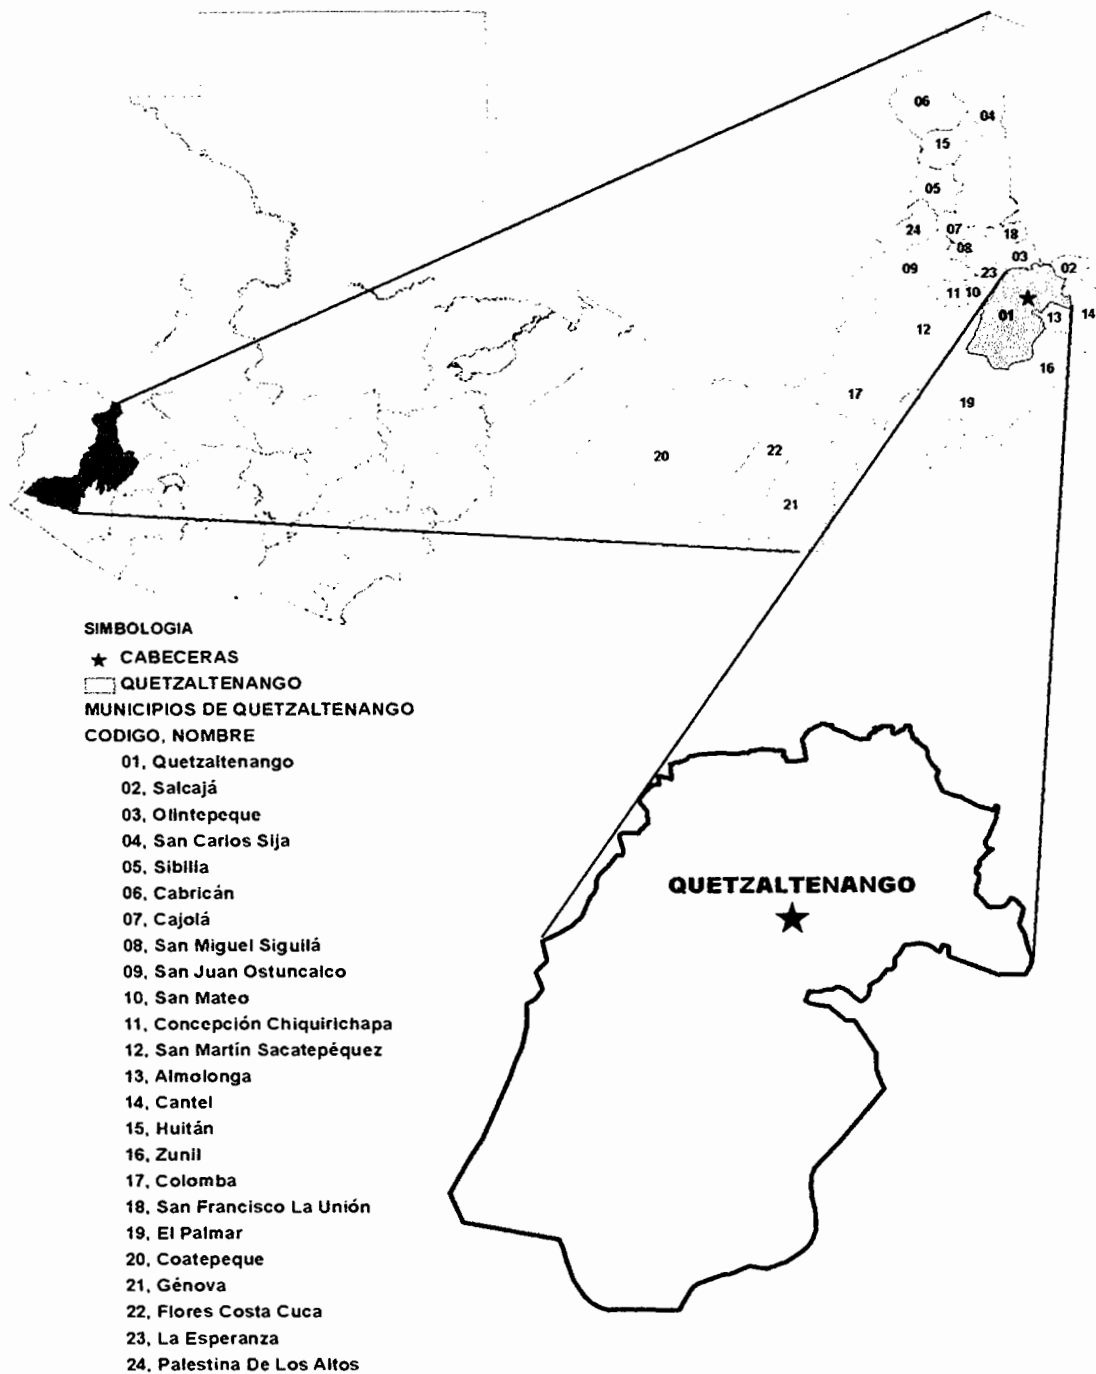 06
04
15
05
24
07
18
08
03
09
23
02
11
10
01
13
14
12
16
17
19
22
20
21
SIMBOLOGIA
★ CABECERAS
QUETZALTENANGO
MUNICIPIOS DE QUETZALTENANGO
CODIGO, NOMBRE
01, Quetzaltenango
02, Salcajá
03, Olintepeque
04, San Carlos Sija
05, Sibilia
06, Cabricán
07, Cajolá
08, San Miguel Siguilá
09, San Juan Ostuncalco
10, San Mateo
11, Concepción Chiquirichapa
12, San Martín Sacatepéquez
13, Almolonga
14, Cantel
15, Huitán
16, Zunil
17, Colomba
18, San Francisco La Unión
19, El Palmar
20, Coatepeque
21, Génova
22, Flores Costa Cuca
23, La Esperanza
24, Palestina De Los Altos
QUETZALTENANGO